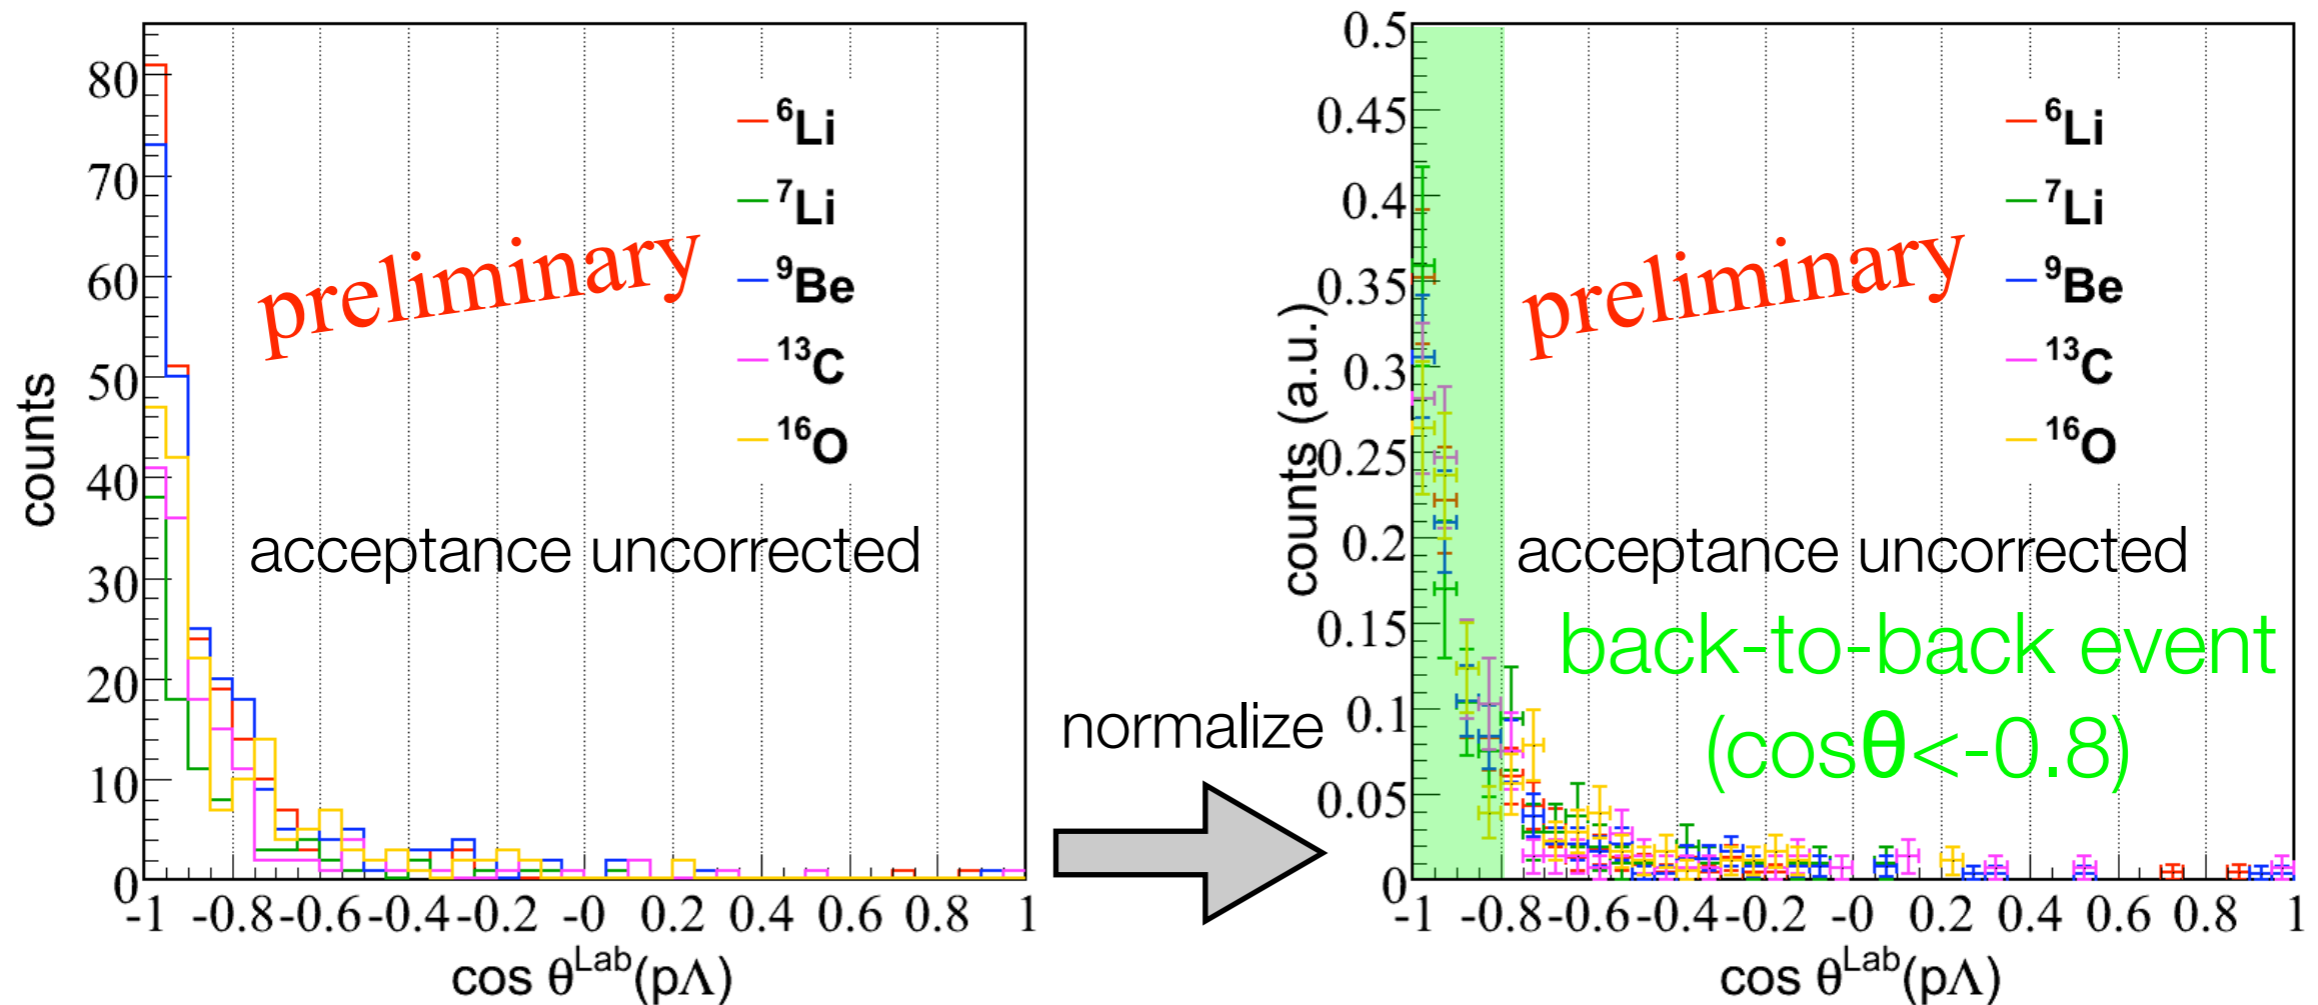 80
70
60
50
40
30
20
10
0
counts
⁶Li
⁷Li
⁹Be
¹³C
¹⁶O
preliminary
acceptance uncorrected
-1 -0.8 -0.6 -0.4 -0.2 -0 0.2 0.4 0.6 0.8 1
cos θᴸᵃᵇ(pΛ)
normalize
0.5
0.45
0.4
0.35
0.3
0.25
0.2
0.15
0.1
0.05
0
counts (a.u.)
⁶Li
⁷Li
⁹Be
¹³C
¹⁶O
preliminary
acceptance uncorrected
back-to-back event
(cosθ<-0.8)
-1 -0.8 -0.6 -0.4 -0.2 -0 0.2 0.4 0.6 0.8 1
cos θᴸᵃᵇ(pΛ)